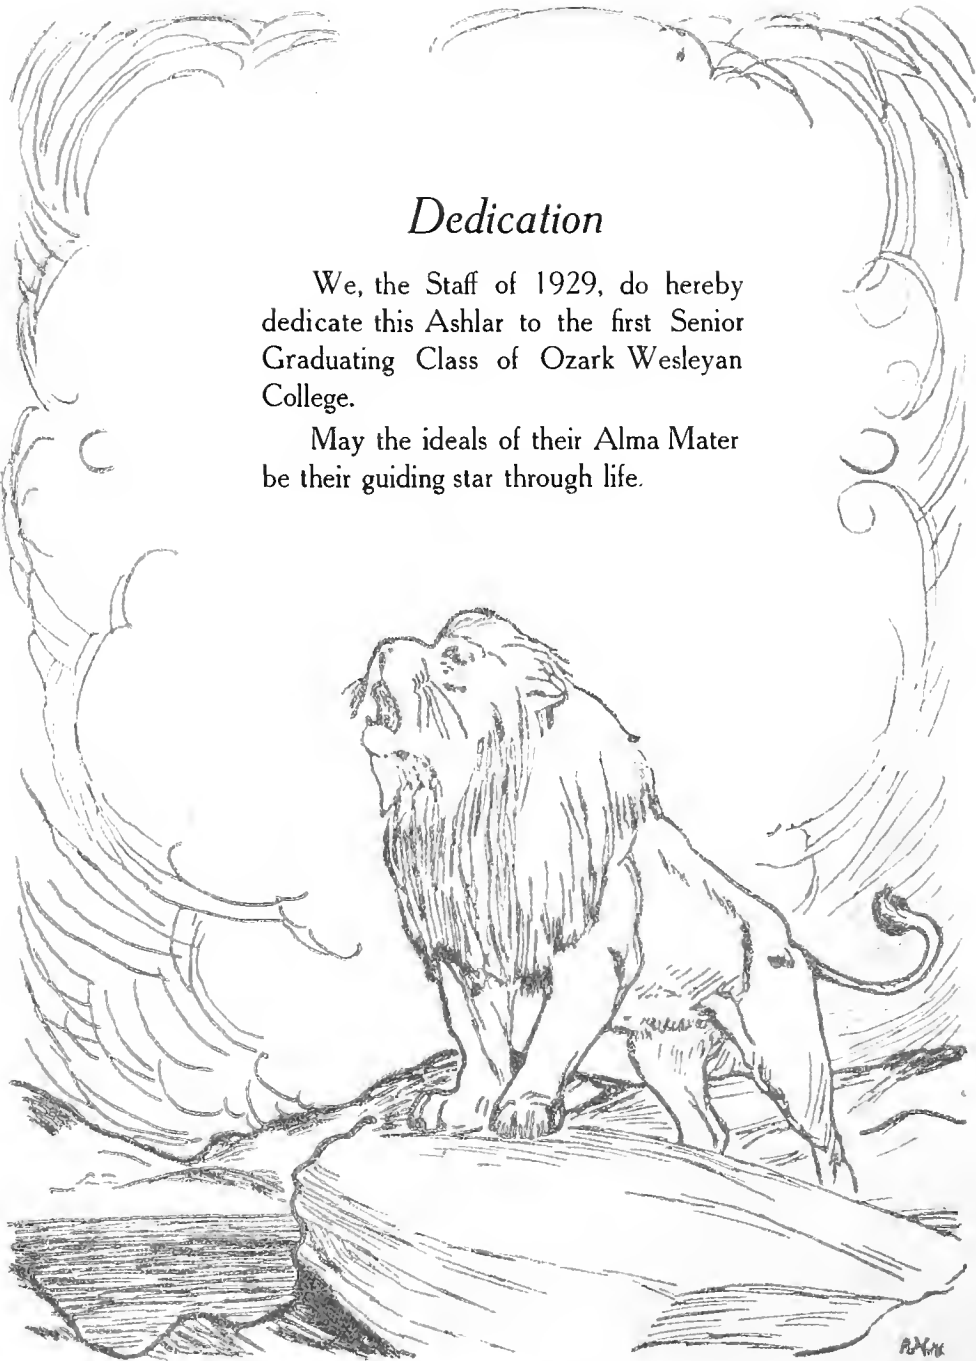 Dedication
We, the Staff of 1929, do hereby
dedicate this Ashlar to the first Senior
Graduating Class of Ozark Wesleyan
College.
May the ideals of their Alma Mater
be their guiding star through life.